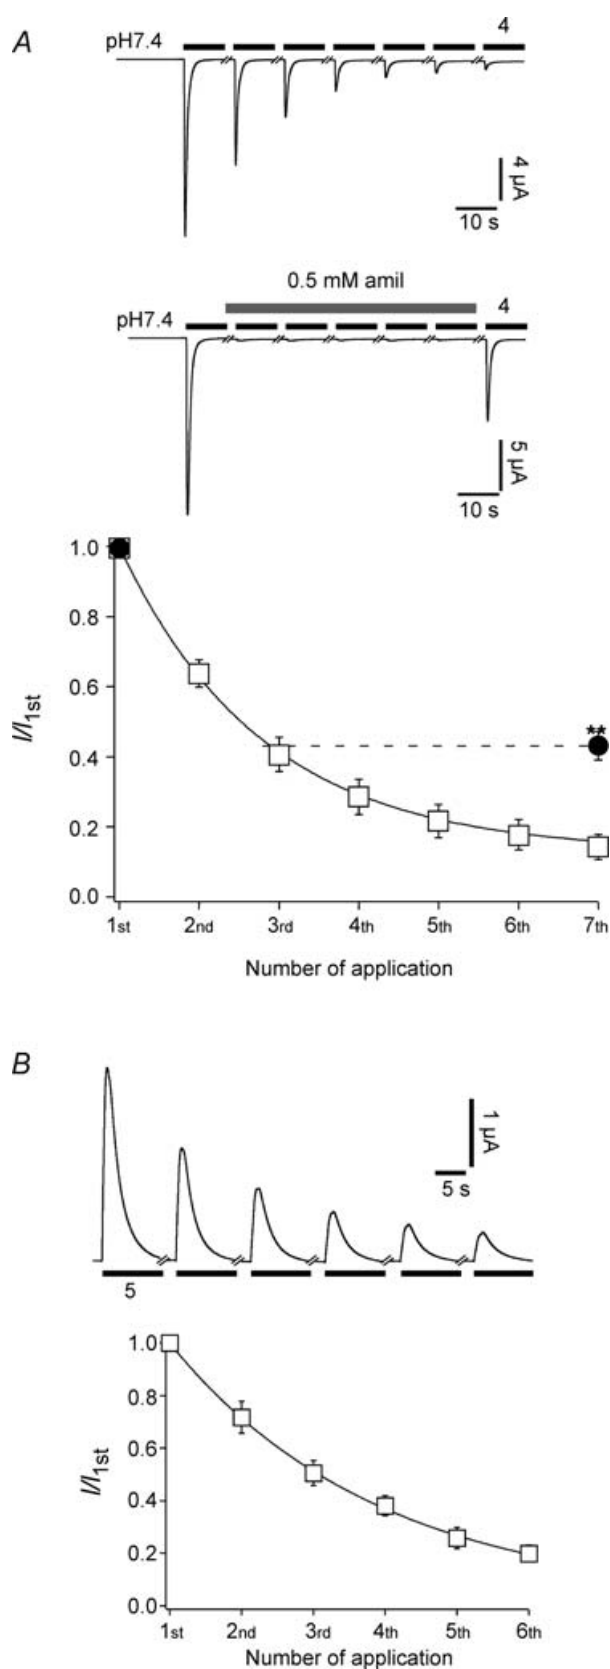 A
pH7.4
4
4 µA
10 s
0.5 mM amil
pH7.4
4
5 µA
10 s
1.0
0.8
0.6
0.4
0.2
0.0
I/I1st
**
1st 2nd 3rd 4th 5th 6th 7th
Number of application
B
1 µA
5 s
5
1.0
0.8
0.6
0.4
0.2
0.0
I/I1st
1st 2nd 3rd 4th 5th 6th
Number of application